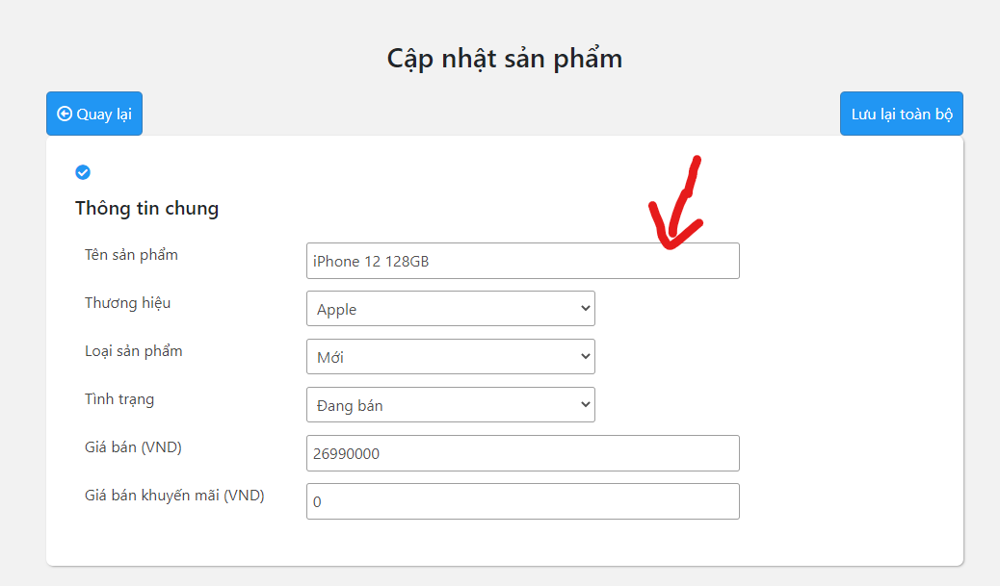 Cập nhật sản phẩm
Quay lại
Lưu lại toàn bộ
Thông tin chung
Tên sản phẩm
iPhone 12 128GB
Thương hiệu
Apple
Loại sản phẩm
Mới
Tình trạng
Đang bán
Giá bán (VND)
26990000
Giá bán khuyến mãi (VND)
0